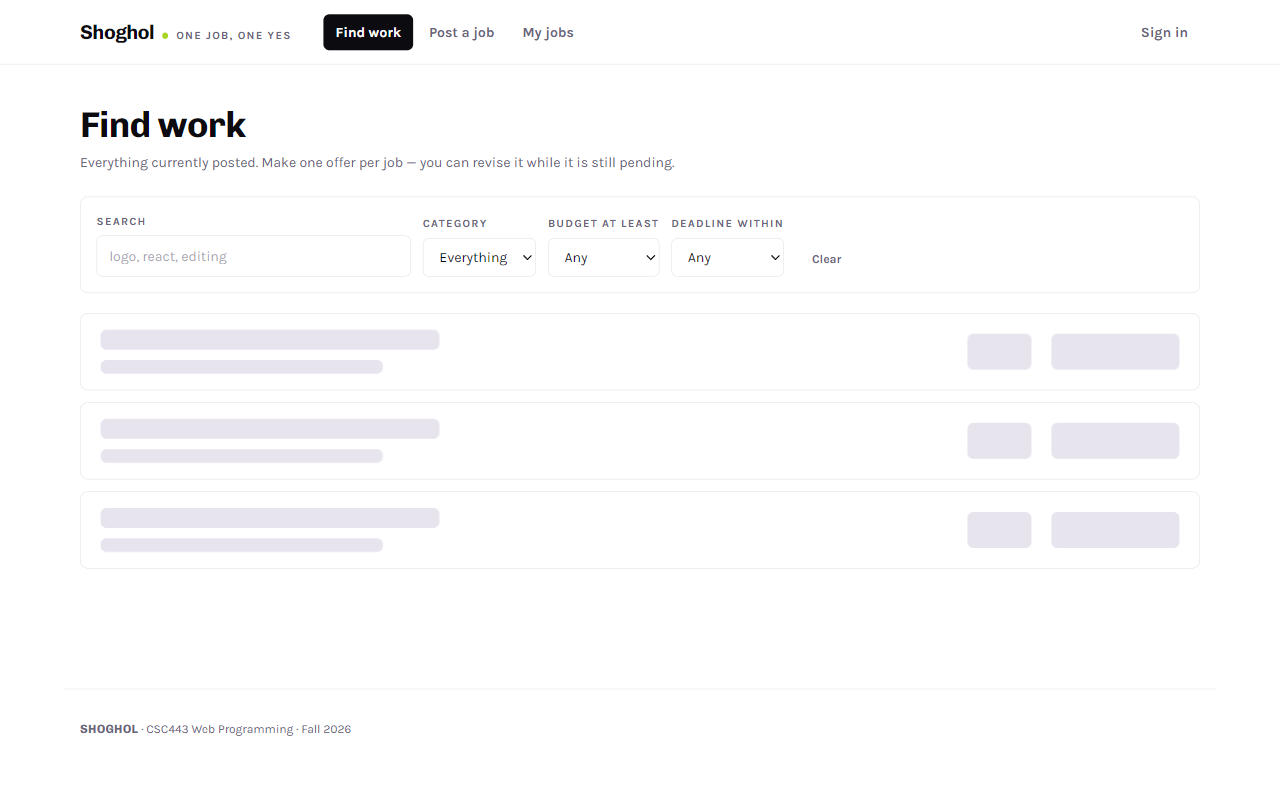 Shoghol ONE JOB, ONE YES Find work Post a job My jobs Sign in
Find work
Everything currently posted. Make one offer per job — you can revise it while it is still pending.
SEARCH CATEGORY BUDGET AT LEAST DEADLINE WITHIN
logo, react, editing Everything Any Any Clear
SHOGHOL · CSC443 Web Programming · Fall 2026